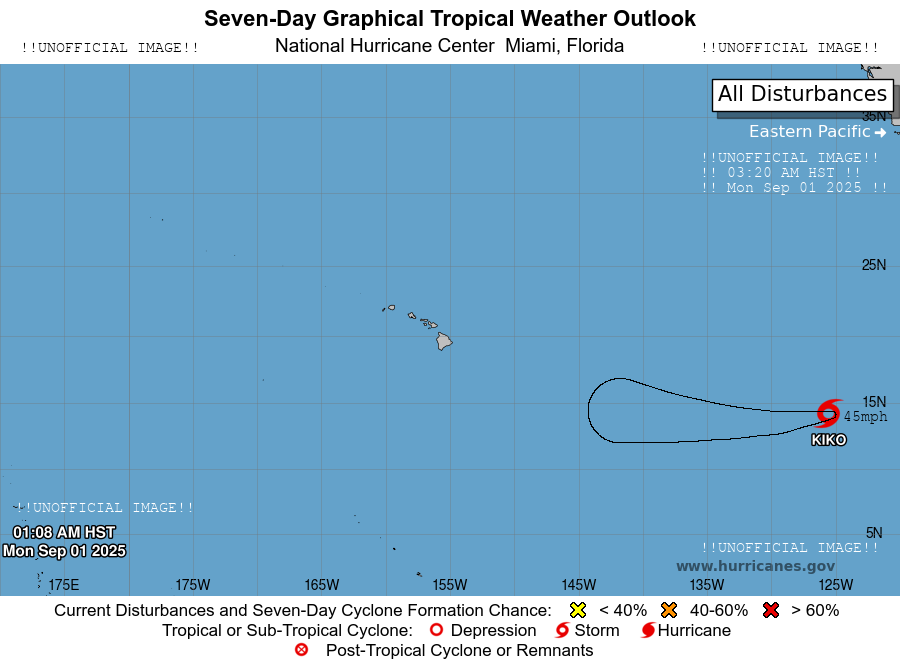 Seven-Day Graphical Tropical Weather Outlook
!!UNOFFICIAL IMAGE!!
National Hurricane Center Miami, Florida
!!UNOFFICIAL IMAGE!!
All Disturbances
35N
Eastern Pacific
!!UNOFFICIAL IMAGE!!
!! 03:20 AM HST !!
!! Mon Sep 01 2025 !!
25N
15N
45mph
KIKO
!!UNOFFICIAL IMAGE!!
01:08 AM HST
Mon Sep 01 2025
5N
!!UNOFFICIAL IMAGE!!
www.hurricanes.gov
175E 175W 165W 155W 145W 135W 125W
Current Disturbances and Seven-Day Cyclone Formation Chance: < 40% 40-60% > 60%
Tropical or Sub-Tropical Cyclone: Depression Storm Hurricane
Post-Tropical Cyclone or Remnants